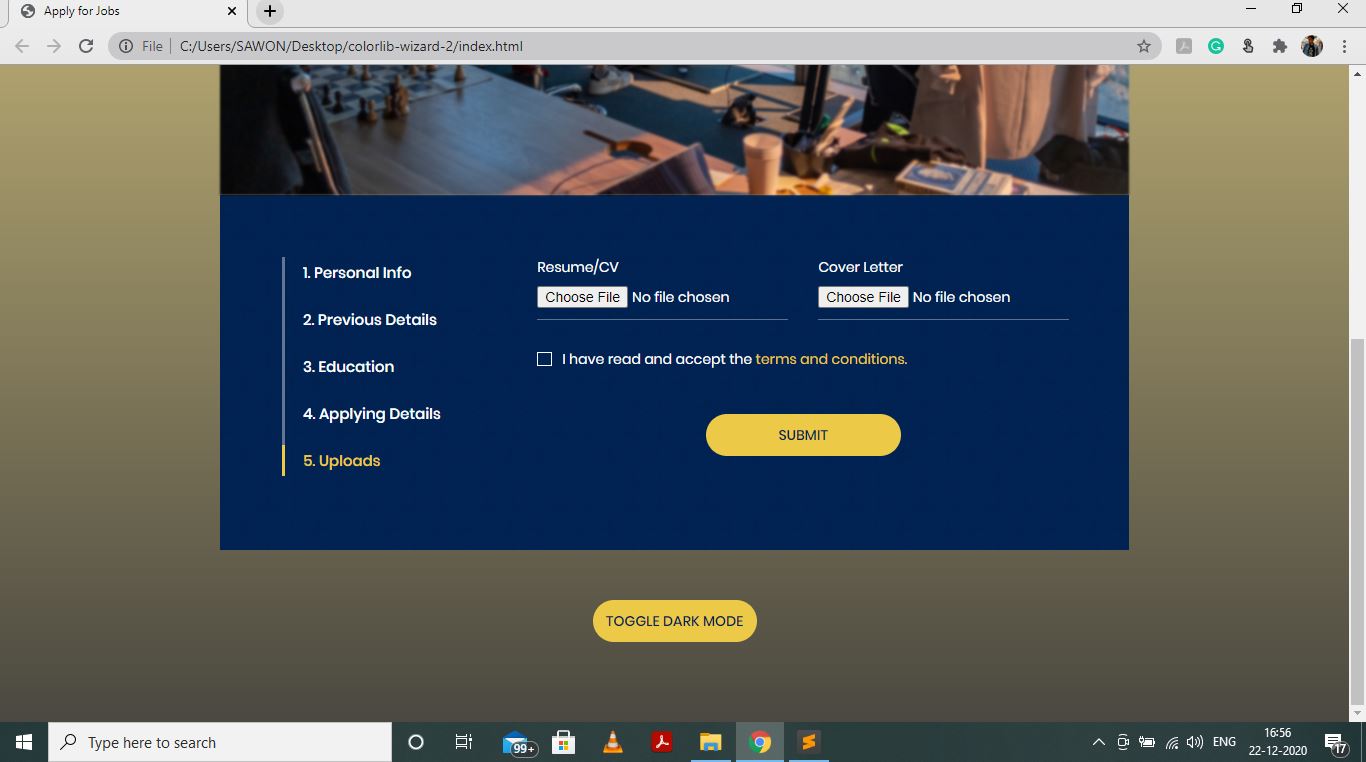 Apply for Jobs
File
C:/Users/SAWON/Desktop/colorlib-wizard-2/index.html
1. Personal Info
2. Previous Details
3. Education
4. Applying Details
5. Uploads
Resume/CV
Choose File No file chosen
Cover Letter
Choose File No file chosen
I have read and accept the terms and conditions.
SUBMIT
TOGGLE DARK MODE
Type here to search
99+
ENG
16:56
22-12-2020
17